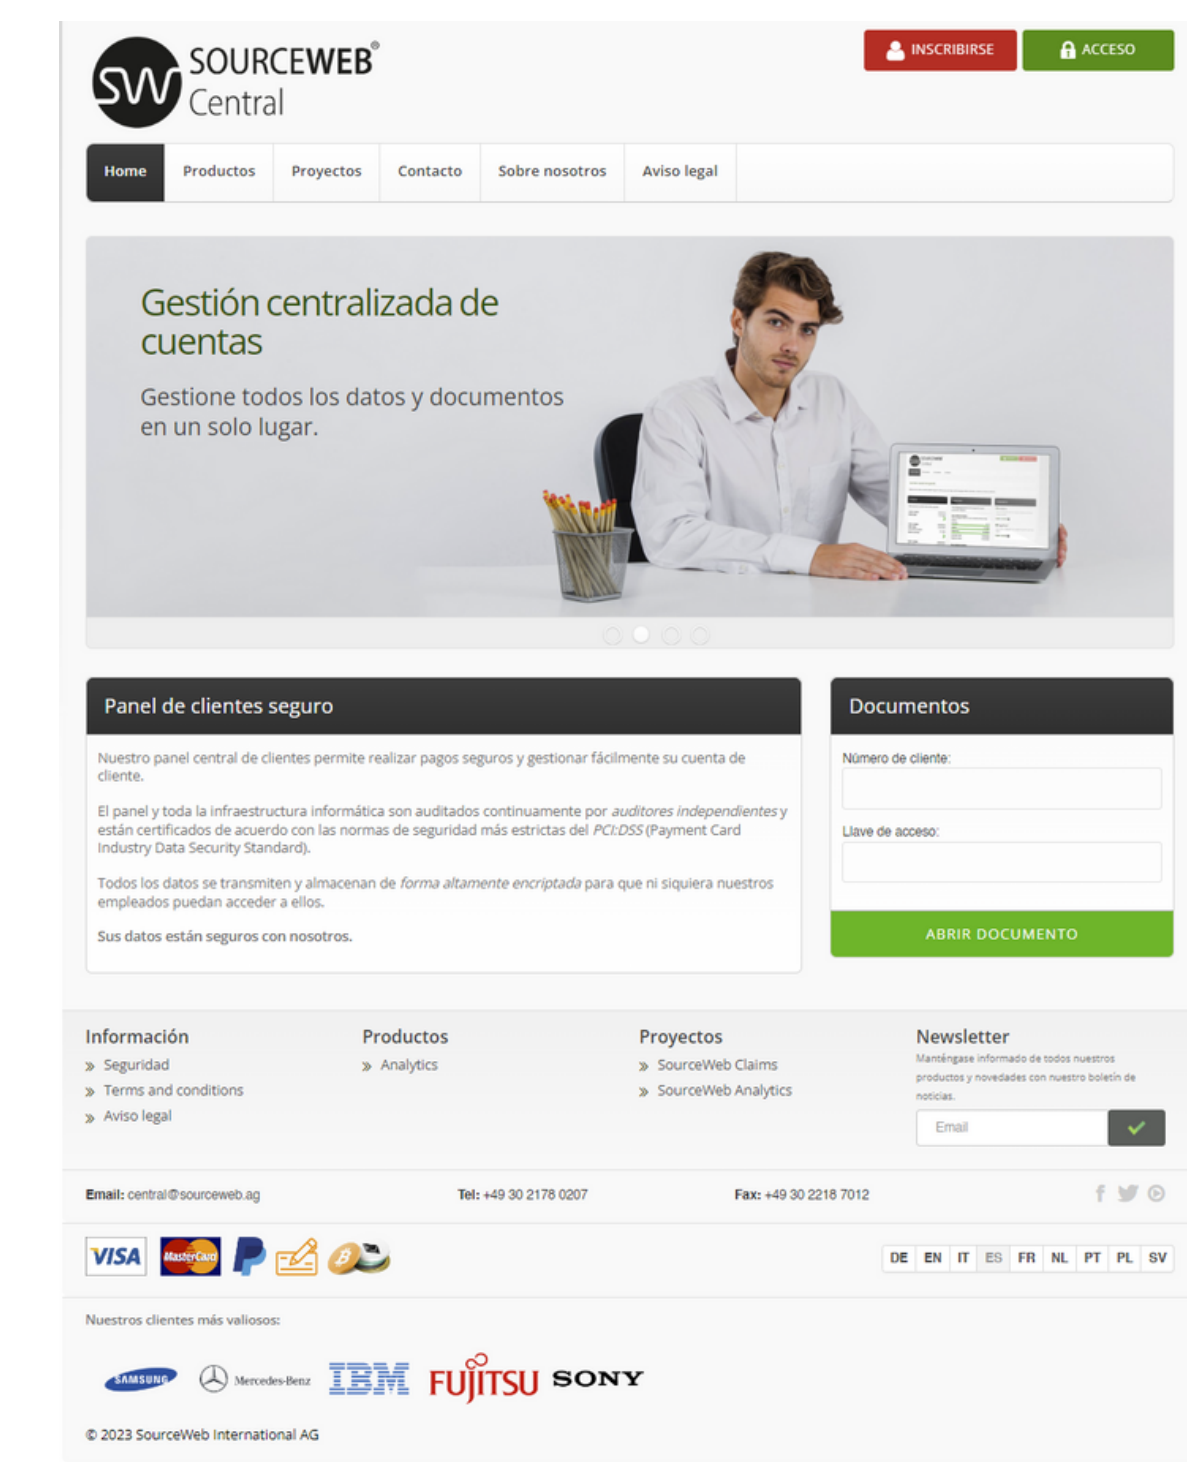 SW SOURCEWEB®
Central
INSCRIBIRSE
ACCESO
Home
Productos
Proyectos
Contacto
Sobre nosotros
Aviso legal
Gestión centralizada de
cuentas
Gestione todos los datos y documentos
en un solo lugar.
Panel de clientes seguro
Nuestro panel central de clientes permite realizar pagos seguros y gestionar fácilmente su cuenta de
cliente.
El panel y toda la infraestructura informática son auditados continuamente por auditores independientes y
están certificados de acuerdo con las normas de seguridad más estrictas del PCI:DSS (Payment Card
Industry Data Security Standard).
Todos los datos se transmiten y almacenan de forma altamente encriptada para que ni siquiera nuestros
empleados puedan acceder a ellos.
Sus datos están seguros con nosotros.
Documentos
Número de cliente:
Llave de acceso:
ABRIR DOCUMENTO
Información
» Seguridad
» Terms and conditions
» Aviso legal
Productos
» Analytics
Proyectos
» SourceWeb Claims
» SourceWeb Analytics
Newsletter
Manténgase informado de todos nuestros
productos y novedades con nuestro boletín de
noticias.
Email
Email: central@sourceweb.ag
Tel: +49 30 2178 0207
Fax: +49 30 2218 7012
VISA
MasterCard
DE EN IT ES FR NL PT PL SV
Nuestros clientes más valiosos:
SAMSUNG
Mercedes-Benz
IBM
FUJITSU
SONY
© 2023 SourceWeb International AG